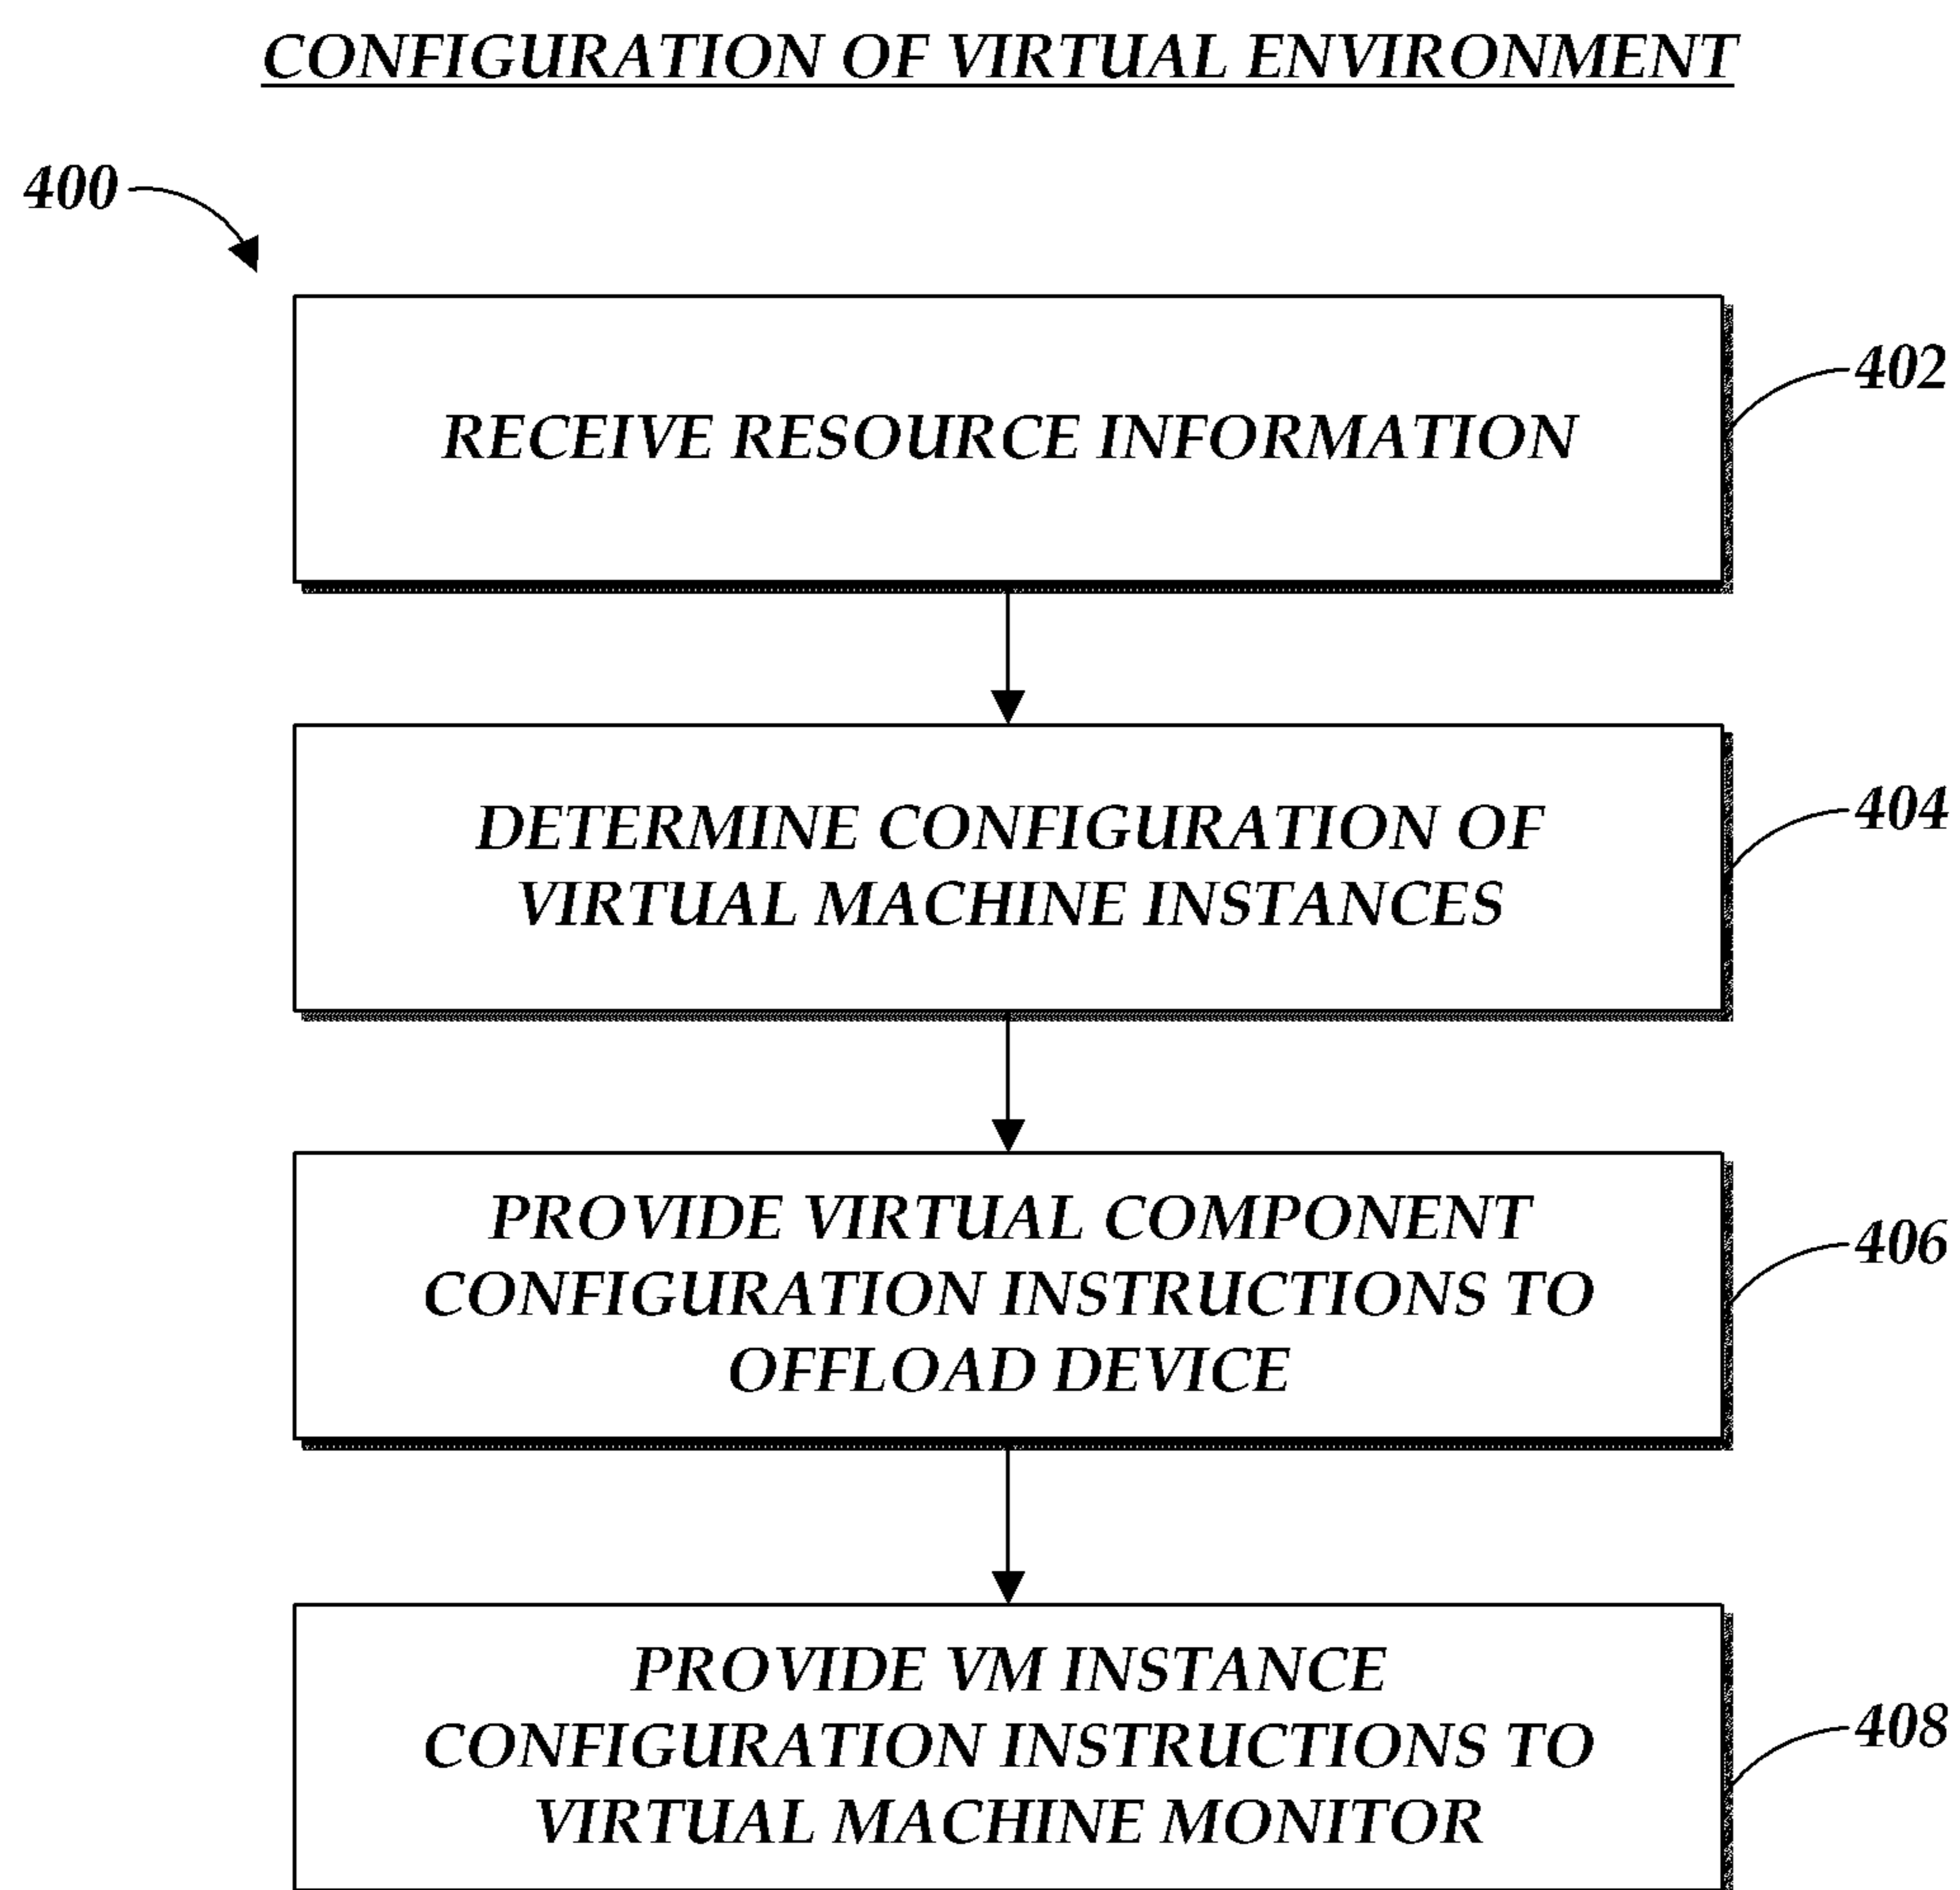 CONFIGURATION OF VIRTUAL ENVIRONMENT
400
RECEIVE RESOURCE INFORMATION
402
DETERMINE CONFIGURATION OF
VIRTUAL MACHINE INSTANCES
404
PROVIDE VIRTUAL COMPONENT
CONFIGURATION INSTRUCTIONS TO
OFFLOAD DEVICE
406
PROVIDE VM INSTANCE
CONFIGURATION INSTRUCTIONS TO
VIRTUAL MACHINE MONITOR
408